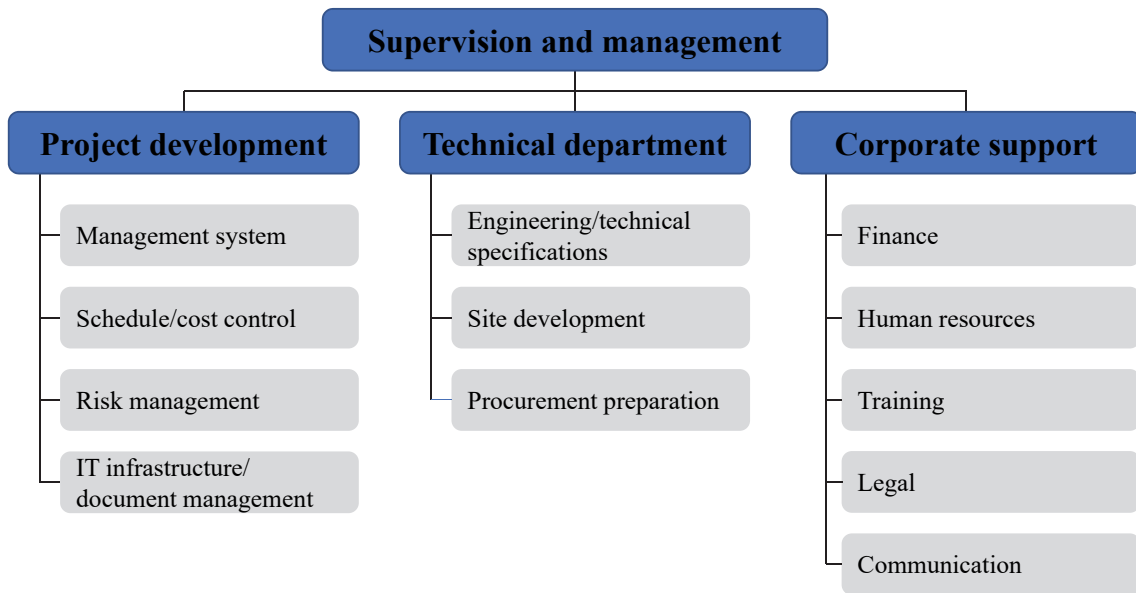 Supervision and management
Project development
Management system
Schedule/cost control
Risk management
IT infrastructure/
document management
Technical department
Engineering/technical
specifications
Site development
Procurement preparation
Corporate support
Finance
Human resources
Training
Legal
Communication